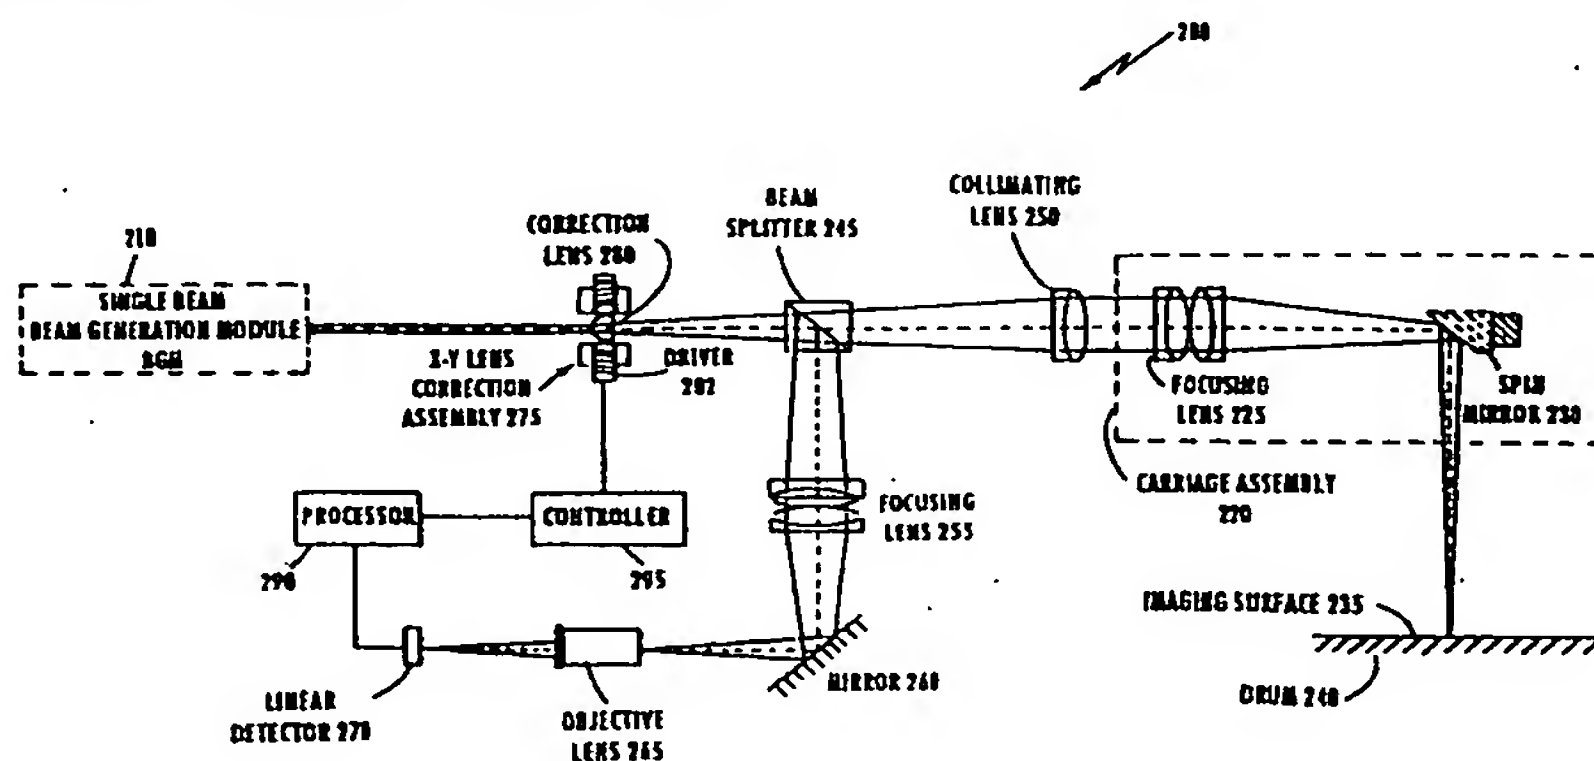 200
COLLIMATING
LENS 250
BEAM
SPLITTER 245
CORRECTION
LENS 280
210
SINGLE BEAM
BEAM GENERATION MODULE
BGM
X-Y LENS
CORRECTION
ASSEMBLY 275
DRIVER
282
FOCUSING
LENS 225
SPIN
MIRROR 230
CARRIAGE ASSEMBLY
220
PROCESSOR
CONTROLLER
FOCUSING
LENS 255
290
295
IMAGING SURFACE 235
MIRROR 260
DRUM 240
LINEAR
DETECTOR 270
OBJECTIVE
LENS 265